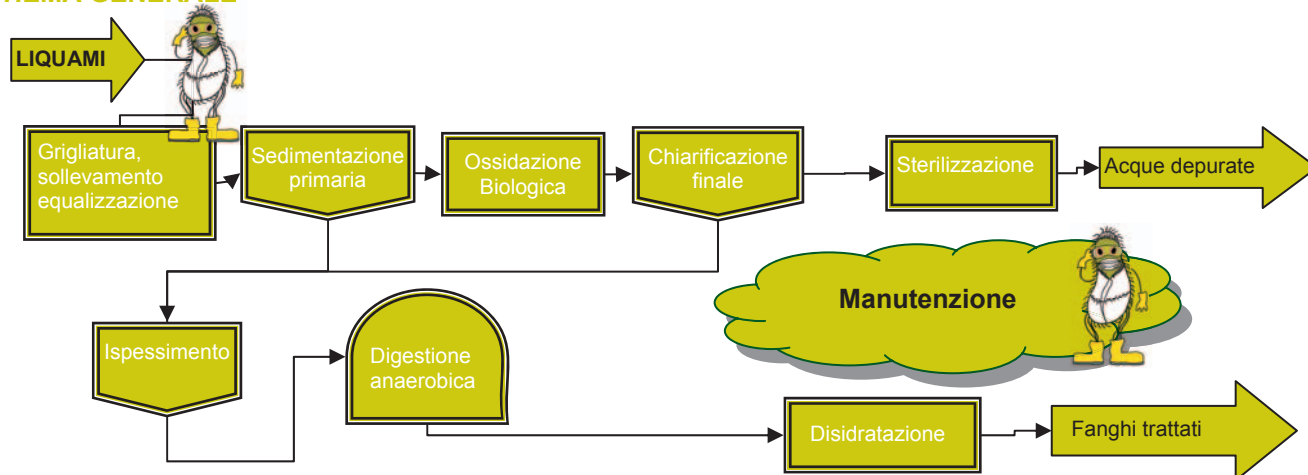 LIQUAMI
Grigliatura,
sollevamento
equalizzazione
Sedimentazione
primaria
Ossidazione
Biologica
Chiarificazione
finale
Sterilizzazione
Acque depurate
Manutenzione
Ispessimento
Digestione
anaerobica
Disidratazione
Fanghi trattati